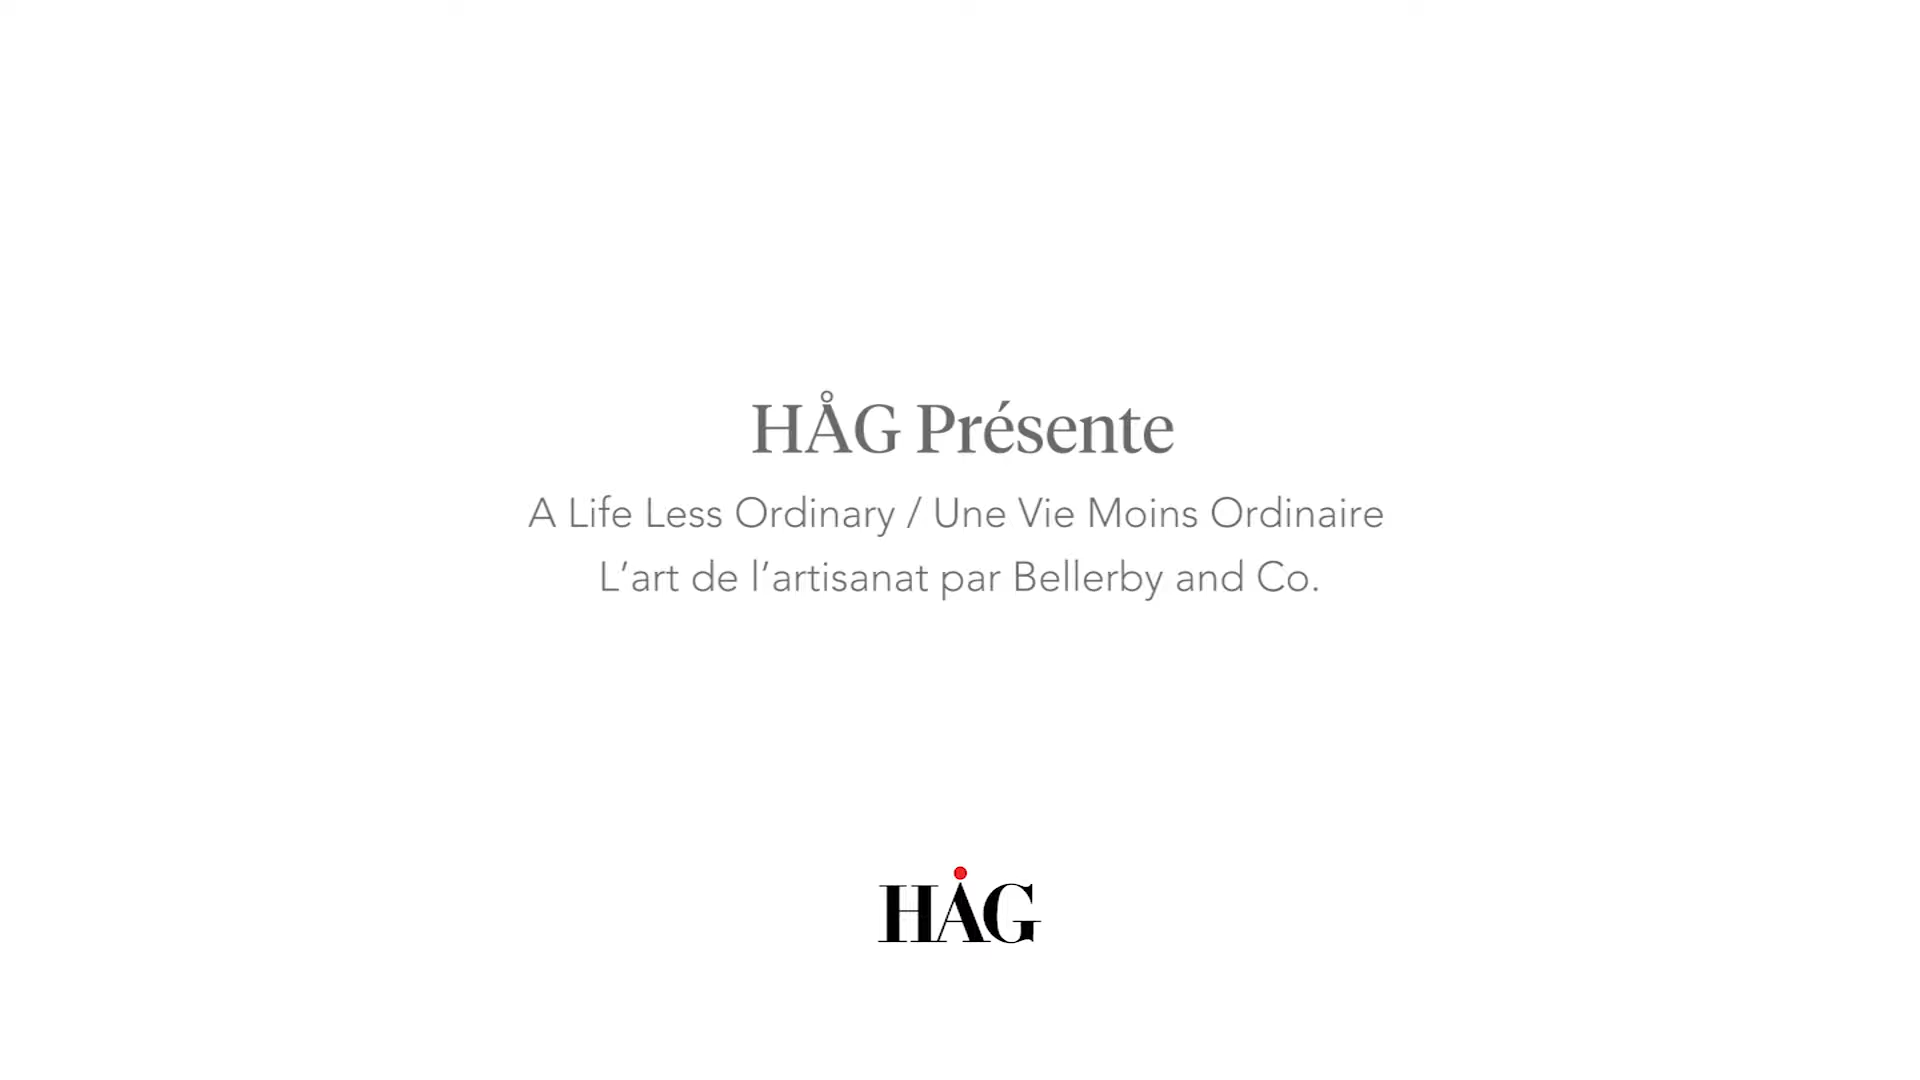 HÅG Présente
A Life Less Ordinary / Une Vie Moins Ordinaire
L’art de l’artisanat par Bellerby and Co.
HÅG